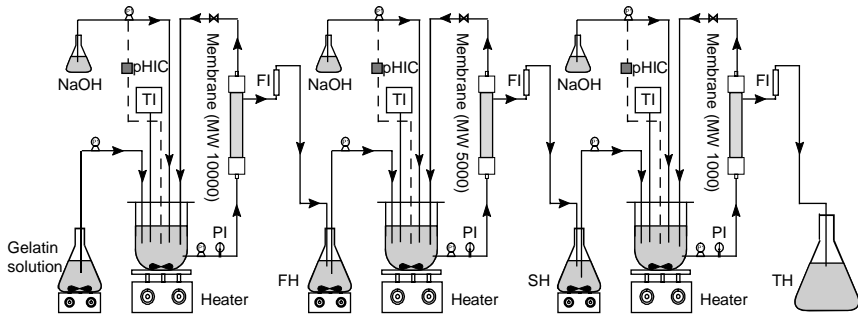 NaOH
pHIC
TI
Membrane (MW 10000)
FI
Gelatin
solution
PI
Heater
NaOH
pHIC
TI
Membrane (MW 5000)
FI
FH
PI
Heater
NaOH
pHIC
TI
Membrane (MW 1000)
FI
SH
PI
Heater
TH